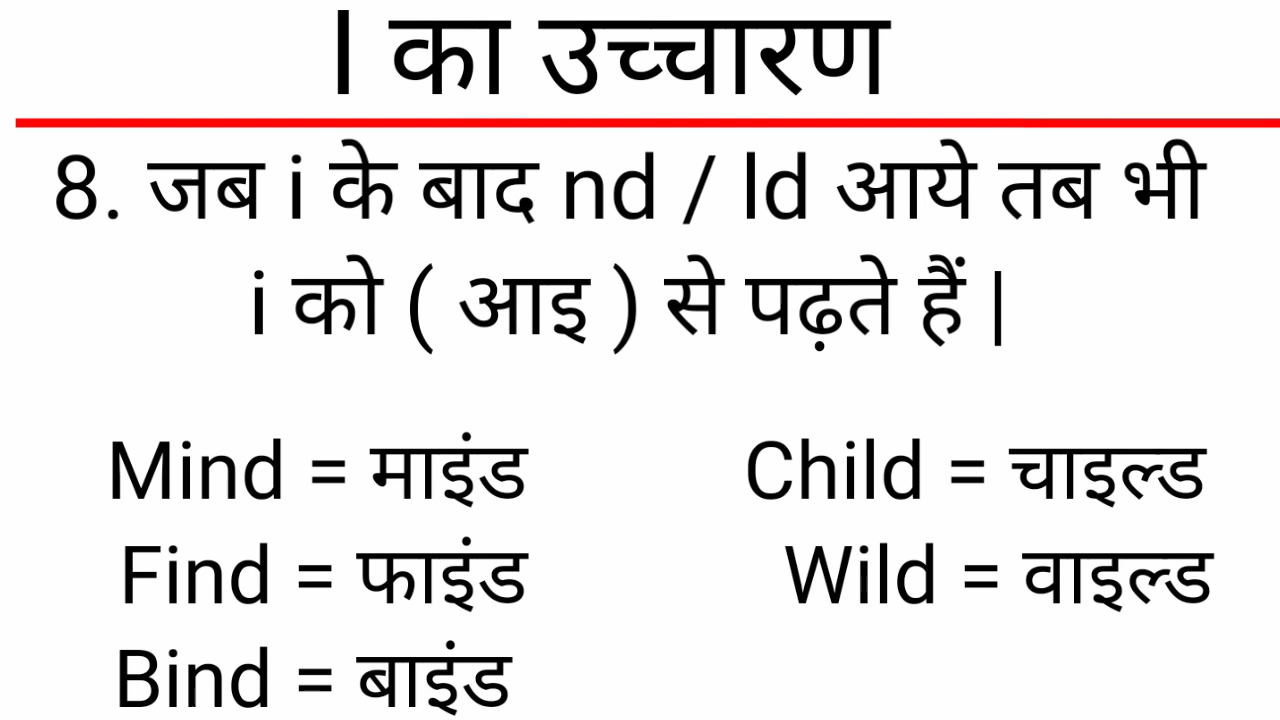 I का उच्चारण
8. जब i के बाद nd / ld आये तब भी
i को ( आइ ) से पढ़ते हैं |
Mind = माइंड Child = चाइल्ड
Find = फाइंड Wild = वाइल्ड
Bind = बाइंड